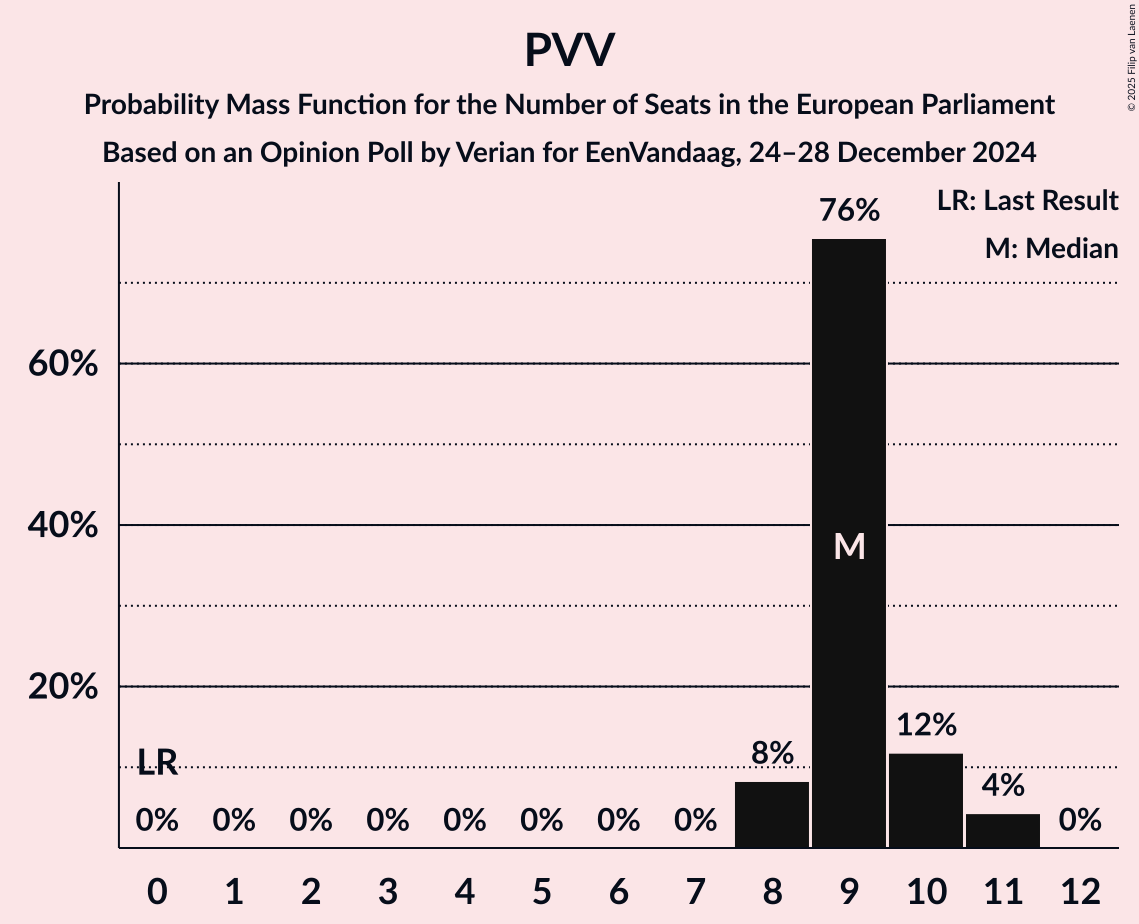 PVV
Probability Mass Function for the Number of Seats in the European Parliament
Based on an Opinion Poll by Verian for EenVandaag, 24–28 December 2024
© 2025 Filip van Laenen
LR: Last Result
M: Median
76%
60%
40%
M
20%
12%
8%
LR
4%
0% 0% 0% 0% 0% 0% 0% 0% 0%
0 1 2 3 4 5 6 7 8 9 10 11 12